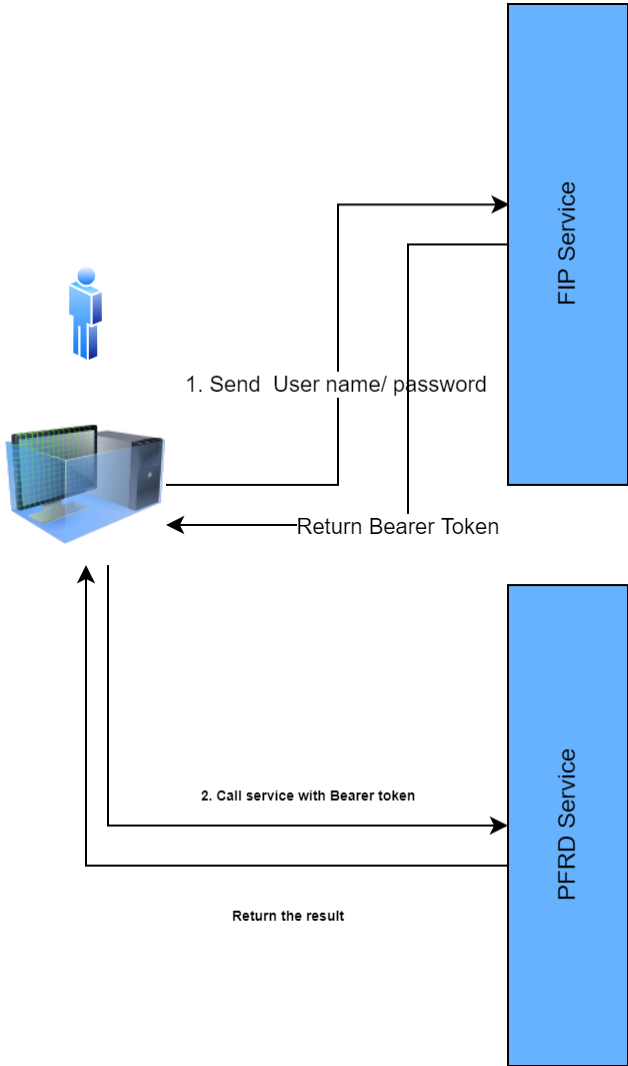 FIP Service
1. Send  User name/ password
Return Bearer Token
2. Call service with Bearer token
PFRD Service
Return the result